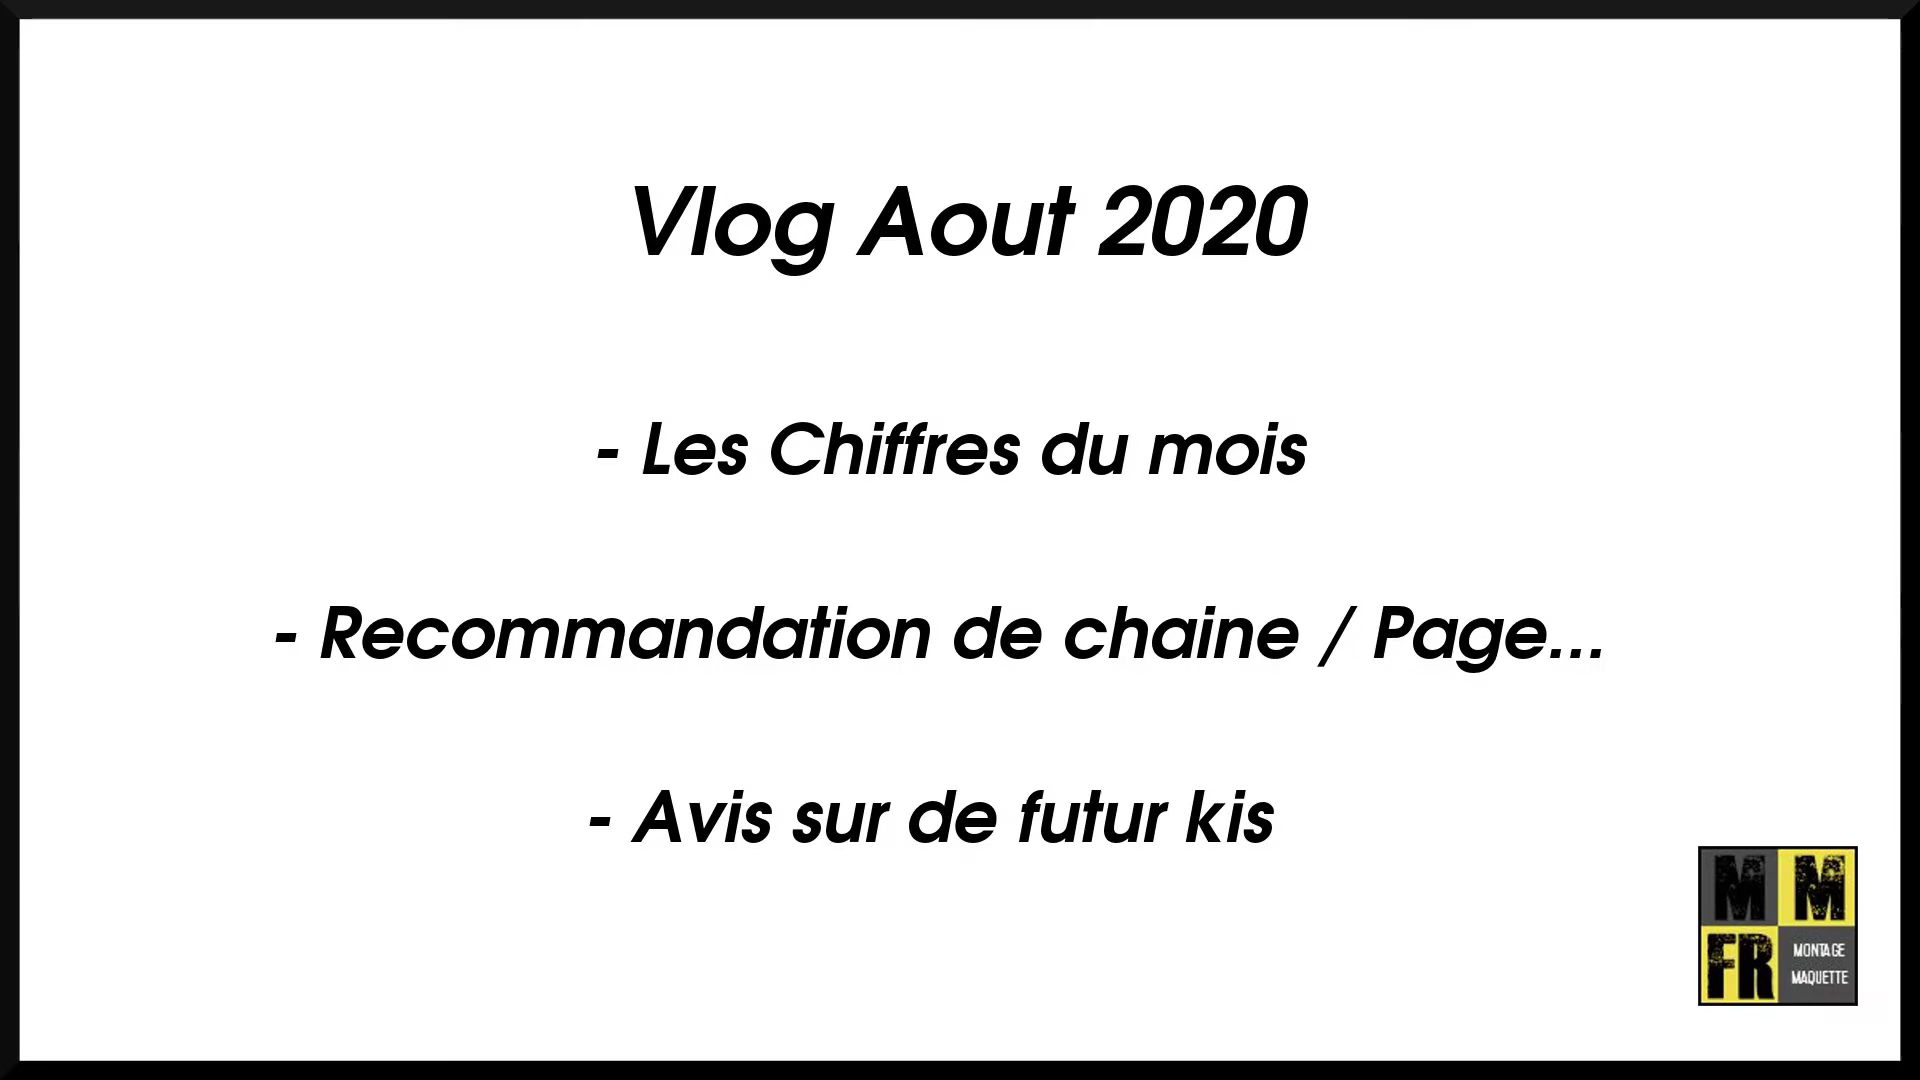 Vlog Aout 2020
- Les Chiffres du mois
- Recommandation de chaine / Page...
- Avis sur de futur kis
M M
FR MONTAGE
MAQUETTE